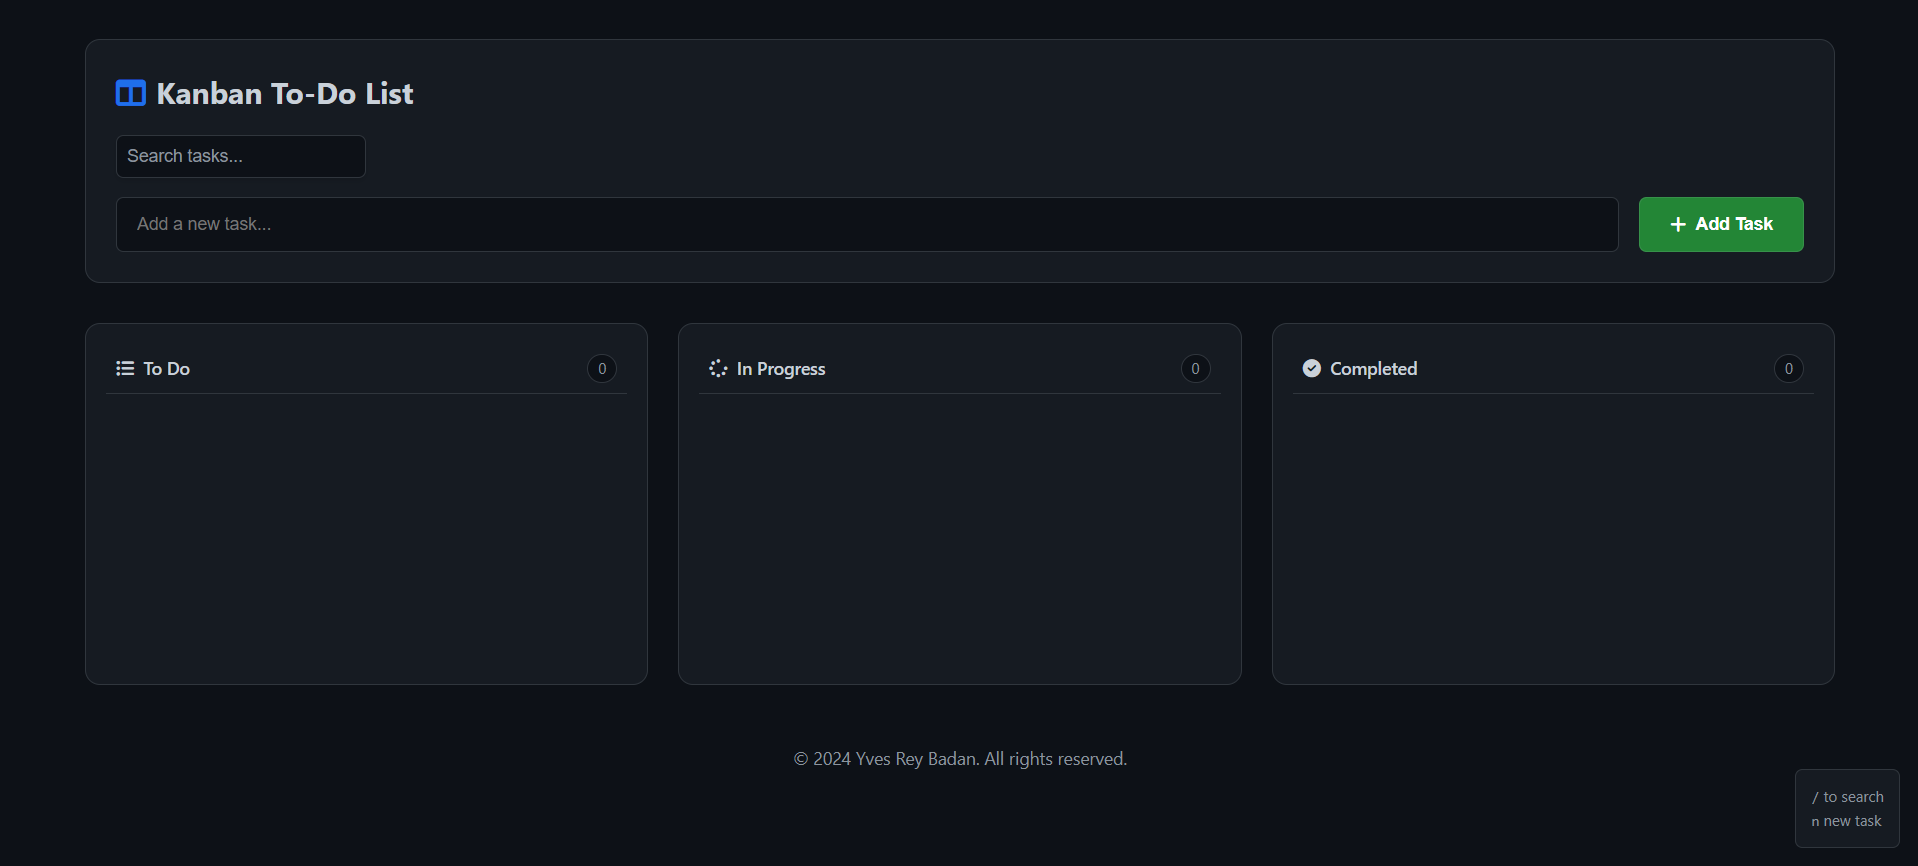 Kanban To-Do List
Search tasks...
Add a new task...
Add Task
To Do
0
In Progress
0
Completed
0
© 2024 Yves Rey Badan. All rights reserved.
/ to search
n new task